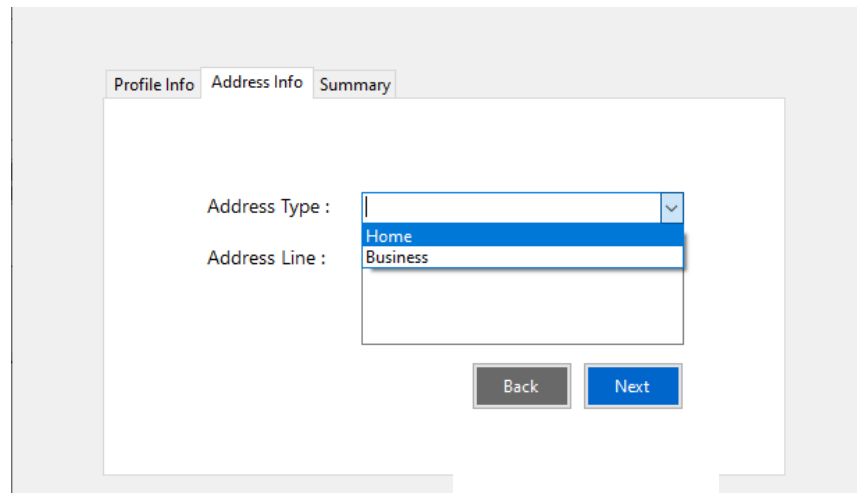 Profile Info Address Info Summary
Address Type :
Home
Address Line :
Business
Back Next